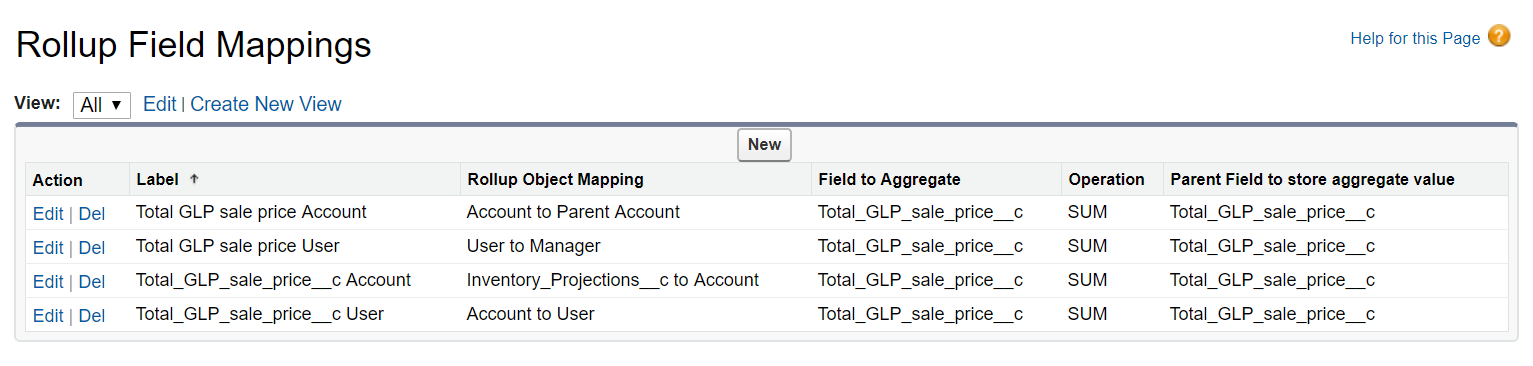 Rollup Field Mappings
Help for this Page ?
View: All ▼ Edit | Create New View
New
Action Label ↑ Rollup Object Mapping Field to Aggregate Operation Parent Field to store aggregate value
Edit | Del Total GLP sale price Account Account to Parent Account Total_GLP_sale_price__c SUM Total_GLP_sale_price__c
Edit | Del Total GLP sale price User User to Manager Total_GLP_sale_price__c SUM Total_GLP_sale_price__c
Edit | Del Total_GLP_sale_price__c Account Inventory_Projections__c to Account Total_GLP_sale_price__c SUM Total_GLP_sale_price__c
Edit | Del Total_GLP_sale_price__c User Account to User Total_GLP_sale_price__c SUM Total_GLP_sale_price__c